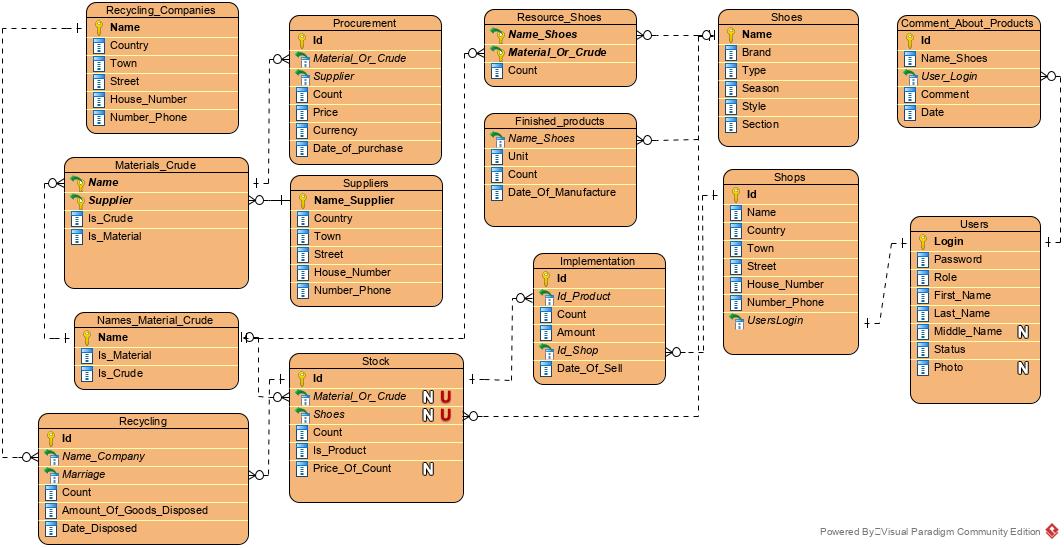 Recycling_Companies
Name
Country
Town
Street
House_Number
Number_Phone
Procurement
Id
Material_Or_Crude
Supplier
Count
Price
Currency
Date_of_purchase
Resource_Shoes
Name_Shoes
Material_Or_Crude
Count
Shoes
Name
Brand
Type
Season
Style
Section
Comment_About_Products
Id
Name_Shoes
User_Login
Comment
Date
Finished_products
Name_Shoes
Unit
Count
Date_Of_Manufacture
Materials_Crude
Name
Supplier
Is_Crude
Is_Material
Suppliers
Name_Supplier
Country
Town
Street
House_Number
Number_Phone
Shops
Id
Name
Country
Town
Street
House_Number
Number_Phone
UsersLogin
Users
Login
Password
Role
First_Name
Last_Name
Middle_Name N
Status
Photo N
Implementation
Id
Id_Product
Count
Amount
Id_Shop
Date_Of_Sell
Names_Material_Crude
Name
Is_Material
Is_Crude
Stock
Id
Material_Or_Crude N U
Shoes N U
Count
Is_Product
Price_Of_Count N
Recycling
Id
Name_Company
Marriage
Count
Amount_Of_Goods_Disposed
Date_Disposed
Powered By Visual Paradigm Community Edition